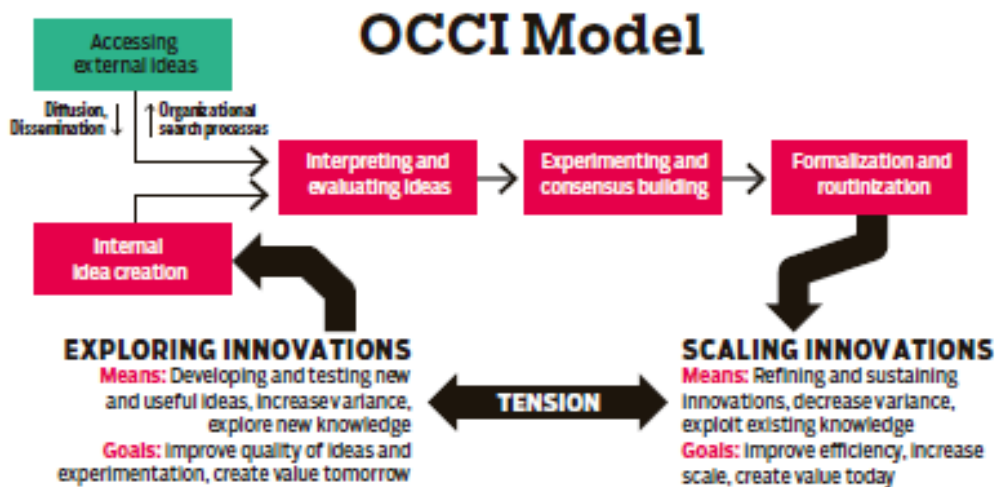 OCCI Model
Accessing
external ideas
Diffusion,
Dissemination
Organizational
search processes
Interpreting and
evaluating ideas
Experimenting and
consensus building
Formalization and
routinization
Internal
idea creation
EXPLORING INNOVATIONS
Means: Developing and testing new
and useful ideas, increase variance,
explore new knowledge
Goals: Improve quality of ideas and
experimentation, create value tomorrow
TENSION
SCALING INNOVATIONS
Means: Refining and sustaining
innovations, decrease variance,
exploit existing knowledge
Goals: Improve efficiency, increase
scale, create value today